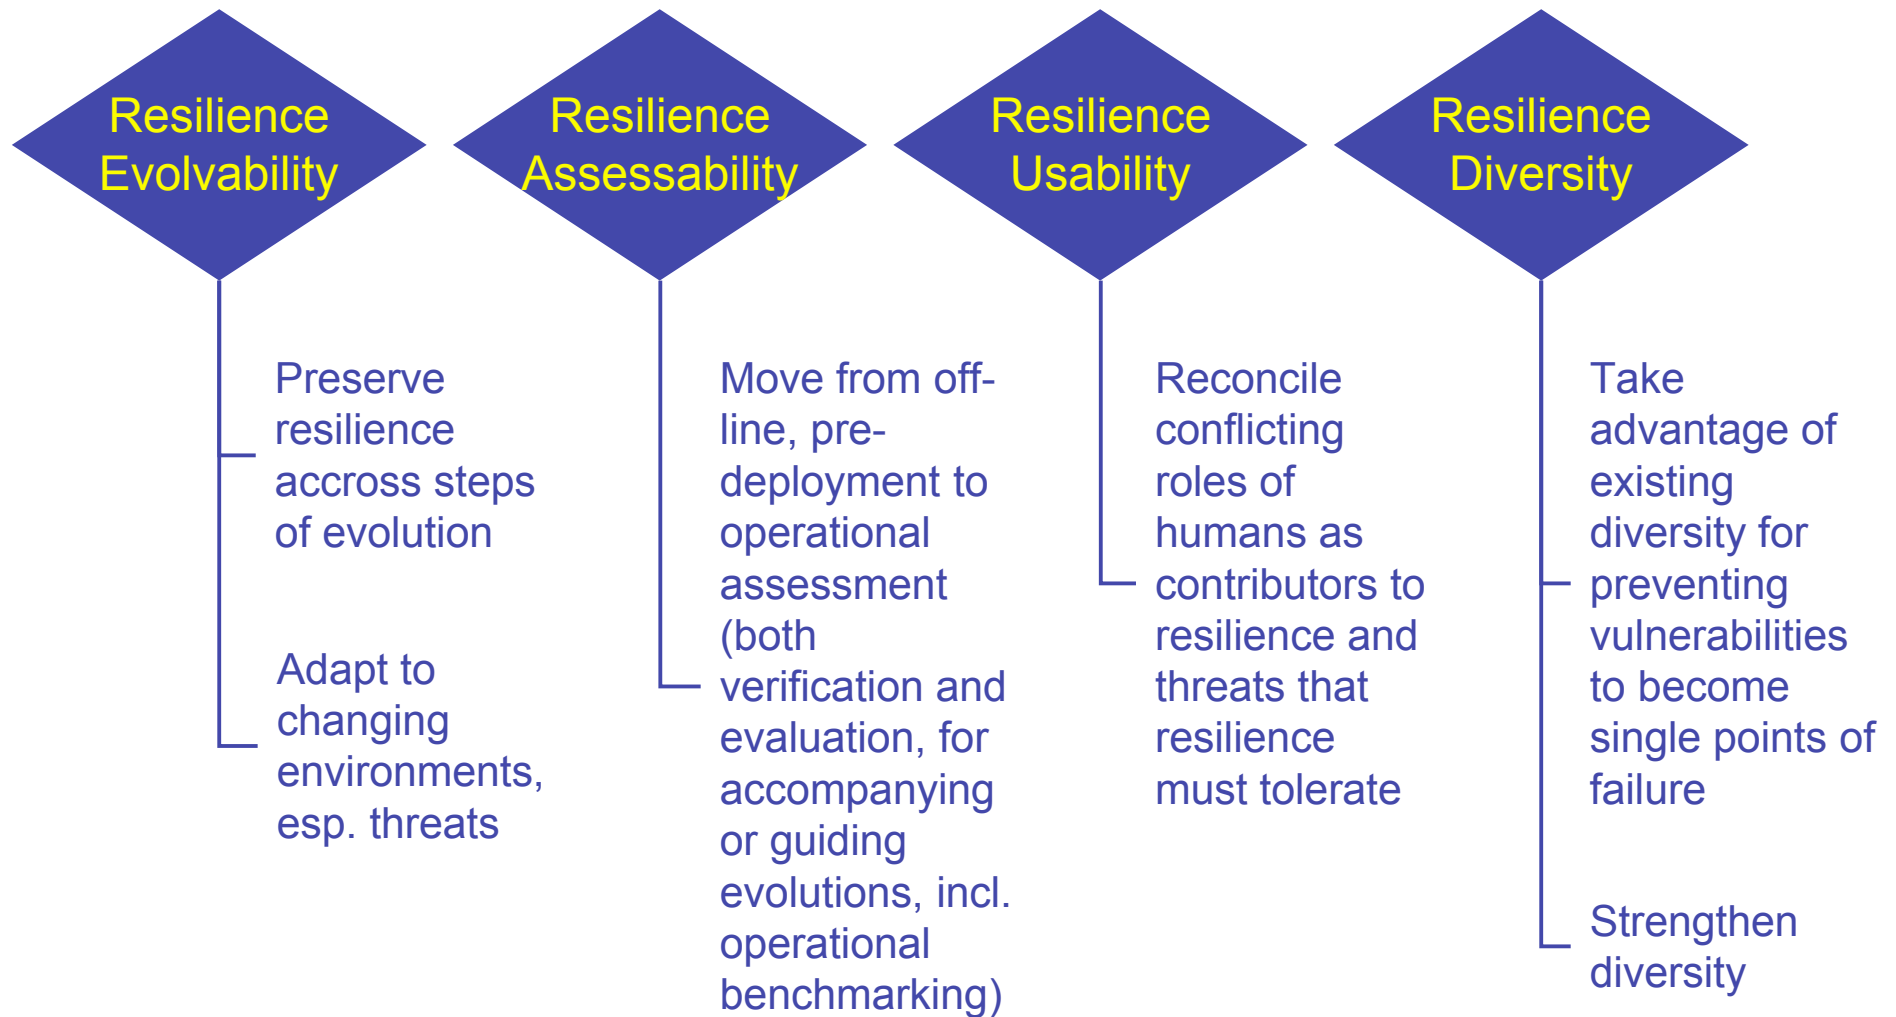 Resilience
Evolvability
Resilience
Assessability
Resilience
Usability
Resilience
Diversity
Preserve
resilience
accross steps
of evolution
Adapt to
changing
environments,
esp. threats
Move from off-
line, pre-
deployment to
operational
assessment
(both
verification and
evaluation, for
accompanying
or guiding
evolutions, incl.
operational
benchmarking)
Reconcile
conflicting
roles of
humans as
contributors to
resilience and
threats that
resilience
must tolerate
Take
advantage of
existing
diversity for
preventing
vulnerabilities
to become
single points of
failure
Strengthen
diversity